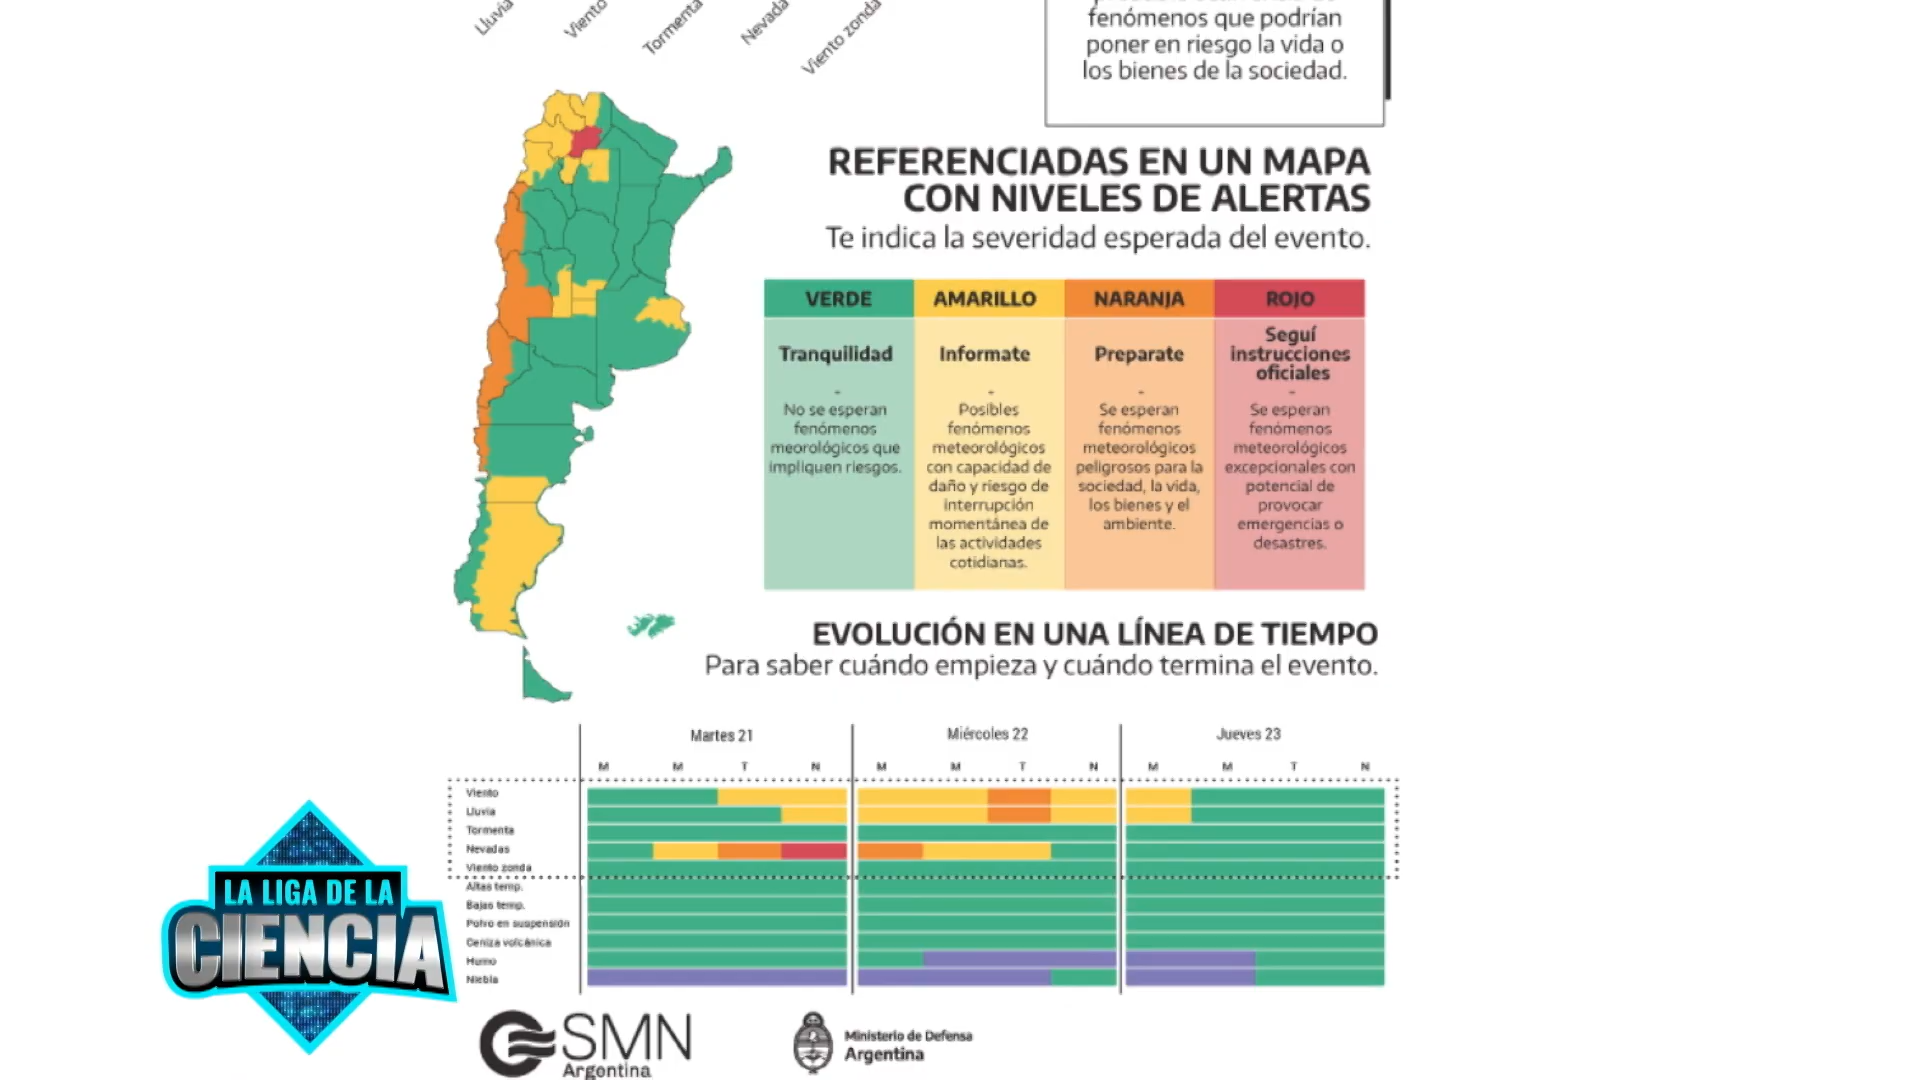 Lluvia
Viento
Tormenta
Nevada
Viento zonda
fenómenos que podrían
poner en riesgo la vida o
los bienes de la sociedad.
REFERENCIADAS EN UN MAPA
CON NIVELES DE ALERTAS
Te indica la severidad esperada del evento.
VERDE
Tranquilidad
-
No se esperan
fenómenos
meorológicos que
impliquen riesgos.
AMARILLO
Informate
-
Posibles
fenómenos
meteorológicos
con capacidad de
daño y riesgo de
interrupción
momentánea de
las actividades
cotidianas.
NARANJA
Preparate
-
Se esperan
fenómenos
meteorológicos
peligrosos para la
sociedad, la vida,
los bienes y el
ambiente.
ROJO
Seguí
instrucciones
oficiales
-
Se esperan
fenómenos
meteorológicos
excepcionales con
potencial de
provocar
emergencias o
desastres.
EVOLUCIÓN EN UNA LÍNEA DE TIEMPO
Para saber cuándo empieza y cuándo termina el evento.
Martes 21 Miércoles 22 Jueves 23
M M T N M M T N M M T N
Viento
Lluvia
Tormenta
Nevadas
Viento zonda
Altas temp.
Bajas temp.
Polvo en suspensión
Ceniza volcánica
Humo
Niebla
LA LIGA DE LA
CIENCIA
SMN
Argentina
Ministerio de Defensa
Argentina